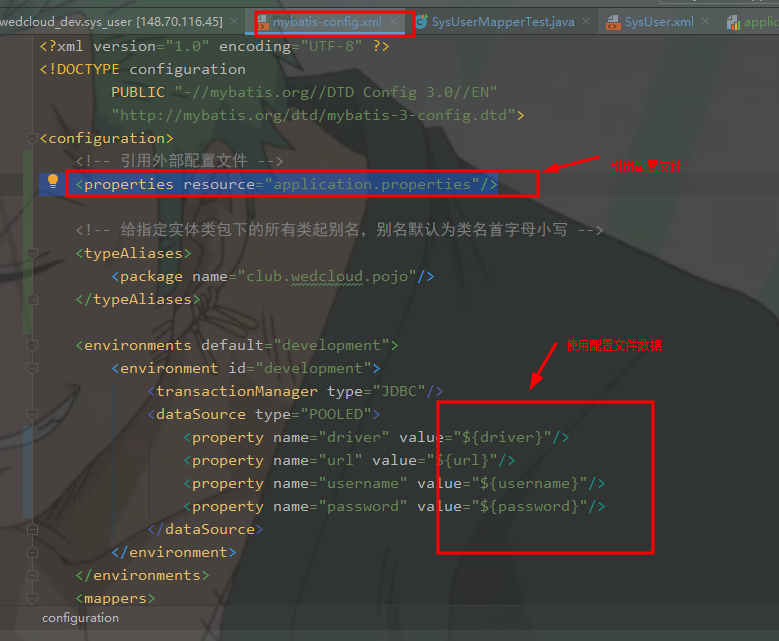 wedcloud_dev.sys_user [148.70.116.45] mybatis-config.xml SysUserMapperTest.java SysUser.xml applic
<?xml version="1.0" encoding="UTF-8" ?>
<!DOCTYPE configuration
PUBLIC "-//mybatis.org//DTD Config 3.0//EN"
"http://mybatis.org/dtd/mybatis-3-config.dtd">
<configuration>
<!-- 引用外部配置文件 -->
<properties resource="application.properties"/>
<!-- 给指定实体类包下的所有类起别名, 别名默认为类名首字母小写 -->
<typeAliases>
<package name="club.wedcloud.pojo"/>
</typeAliases>
<environments default="development">
使用配置文件数据
<environment id="development">
<transactionManager type="JDBC"/>
<dataSource type="POOLED">
<property name="driver" value="${driver}"/>
<property name="url" value="${url}"/>
<property name="username" value="${username}"/>
<property name="password" value="${password}"/>
</dataSource>
</environment>
</environments>
<mappers>
configuration